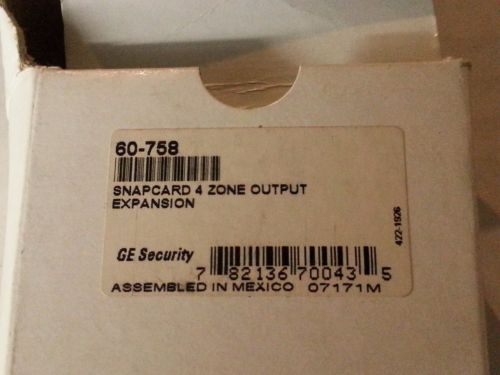 60-758
SNAPCARD 4 ZONE OUTPUT
EXPANSION
422-1926
GE Security
7 82136 70043 5
ASSEMBLED IN MEXICO 07171M